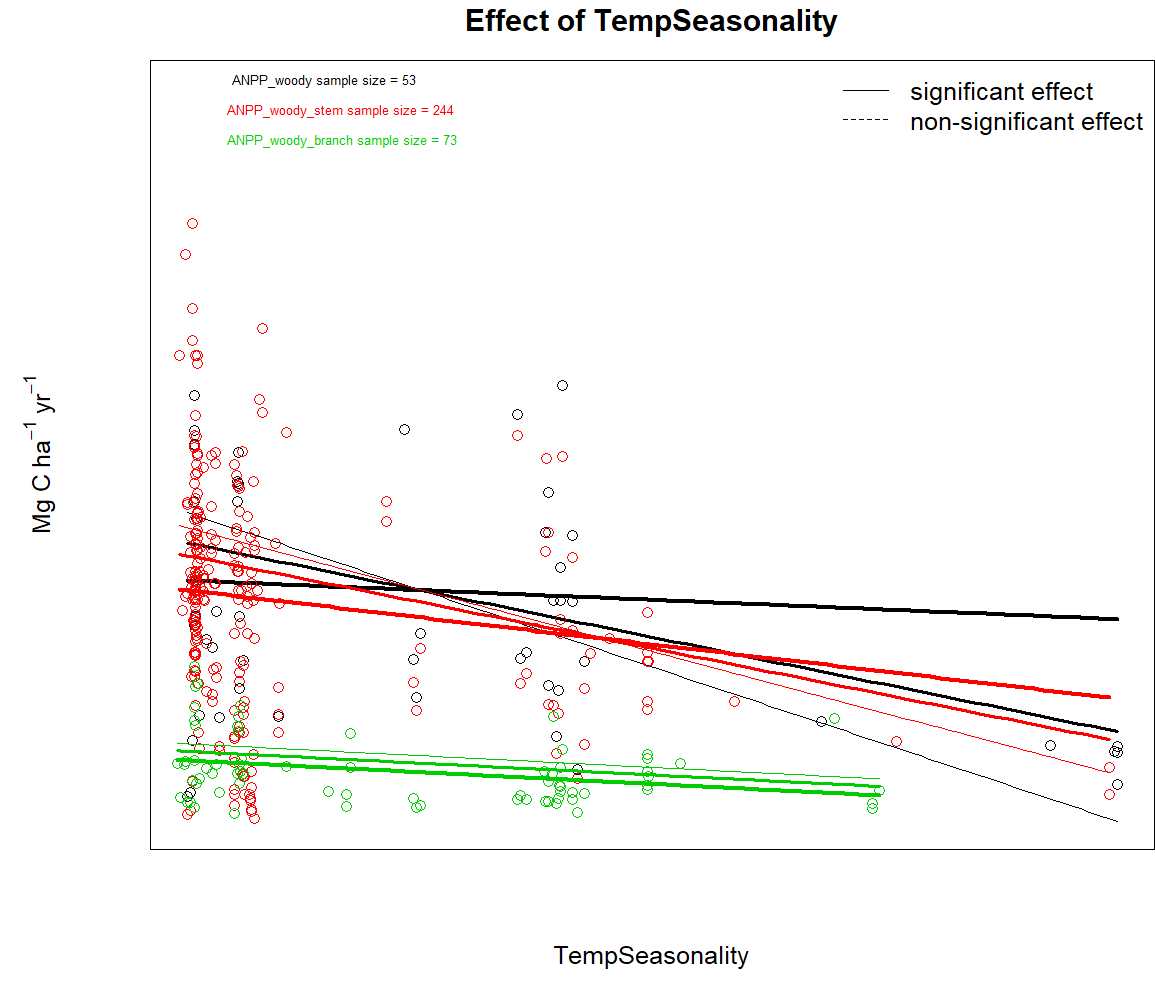 Effect of TempSeasonality
ANPP_woody sample size = 53
ANPP_woody_stem sample size = 244
ANPP_woody_branch sample size = 73
significant effect
non-significant effect
Mg C ha⁻¹ yr⁻¹
TempSeasonality